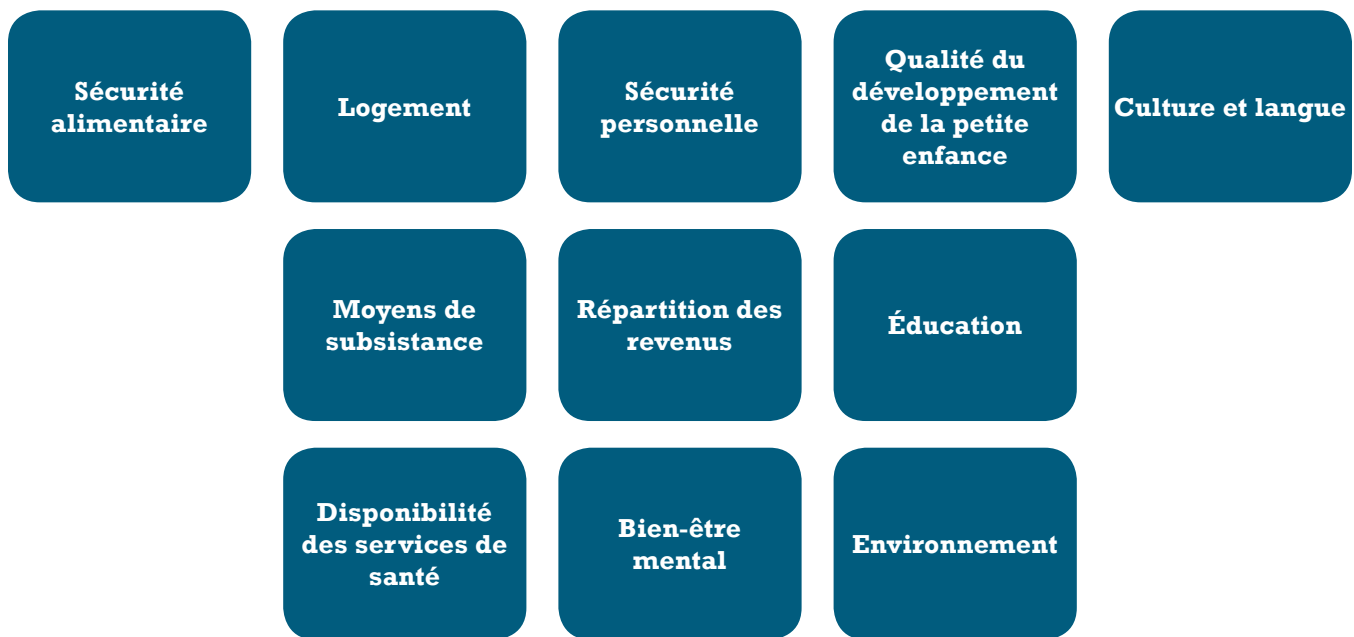 Sécurité
alimentaire
Logement
Sécurité
personnelle
Qualité du
développement
de la petite
enfance
Culture et langue
Moyens de
subsistance
Répartition des
revenus
Éducation
Disponibilité
des services de
santé
Bien-être
mental
Environnement